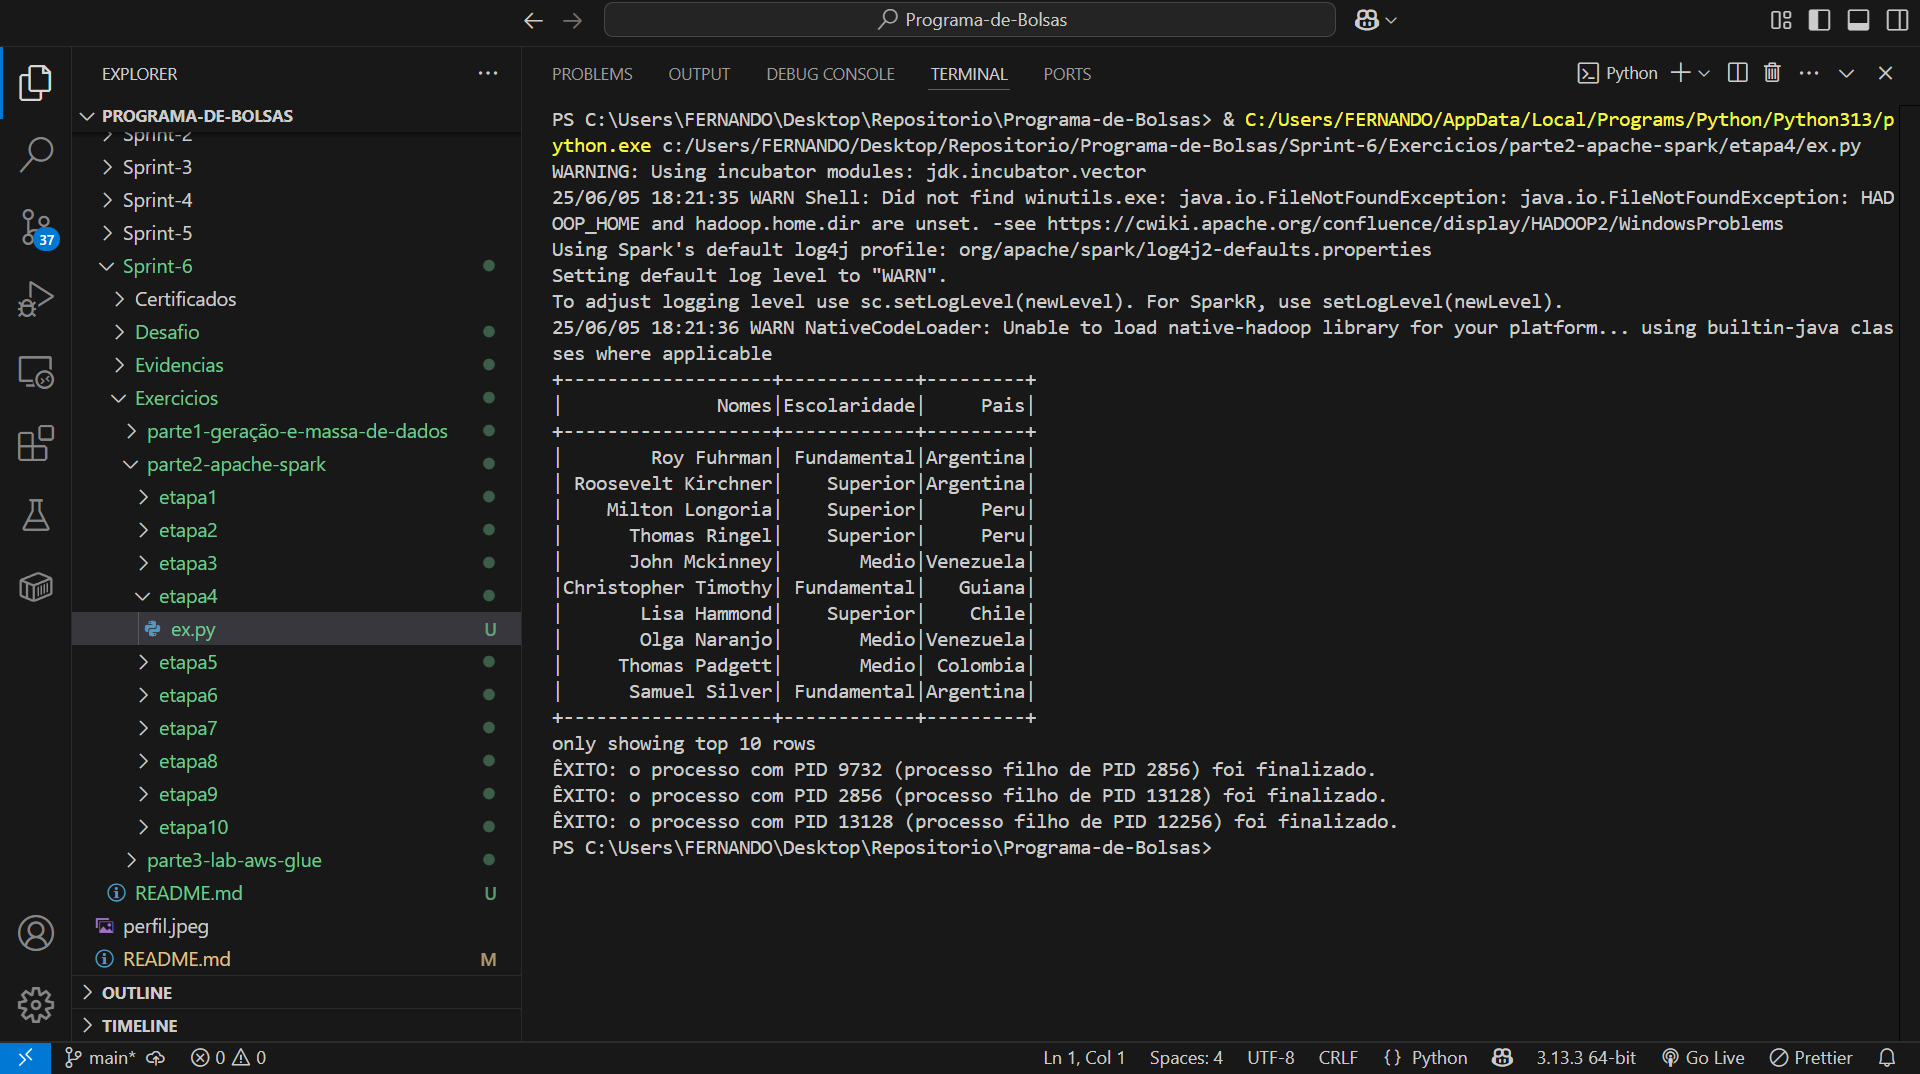 Programa-de-Bolsas
EXPLORER
PROGRAMA-DE-BOLSAS
Sprint-2
Sprint-3
Sprint-4
Sprint-5
Sprint-6
Certificados
Desafio
Evidencias
Exercicios
parte1-geração-e-massa-de-dados
parte2-apache-spark
etapa1
etapa2
etapa3
etapa4
ex.py U
etapa5
etapa6
etapa7
etapa8
etapa9
etapa10
parte3-lab-aws-glue
README.md U
perfil.jpeg
README.md M
OUTLINE
TIMELINE
37
PROBLEMS OUTPUT DEBUG CONSOLE TERMINAL PORTS
Python
PS C:\Users\FERNANDO\Desktop\Repositorio\Programa-de-Bolsas> & C:/Users/FERNANDO/AppData/Local/Programs/Python/Python313/p
ython.exe c:/Users/FERNANDO/Desktop/Repositorio/Programa-de-Bolsas/Sprint-6/Exercicios/parte2-apache-spark/etapa4/ex.py
WARNING: Using incubator modules: jdk.incubator.vector
25/06/05 18:21:35 WARN Shell: Did not find winutils.exe: java.io.FileNotFoundException: java.io.FileNotFoundException: HAD
OOP_HOME and hadoop.home.dir are unset. -see https://cwiki.apache.org/confluence/display/HADOOP2/WindowsProblems
Using Spark's default log4j profile: org/apache/spark/log4j2-defaults.properties
Setting default log level to "WARN".
To adjust logging level use sc.setLogLevel(newLevel). For SparkR, use setLogLevel(newLevel).
25/06/05 18:21:36 WARN NativeCodeLoader: Unable to load native-hadoop library for your platform... using builtin-java clas
ses where applicable
+-------------------+------------+---------+
|              Nomes|Escolaridade|     Pais|
+-------------------+------------+---------+
|        Roy Fuhrman| Fundamental|Argentina|
| Roosevelt Kirchner|    Superior|Argentina|
|    Milton Longoria|    Superior|     Peru|
|      Thomas Ringel|    Superior|     Peru|
|      John Mckinney|       Medio|Venezuela|
|Christopher Timothy| Fundamental|   Guiana|
|       Lisa Hammond|    Superior|    Chile|
|       Olga Naranjo|       Medio|Venezuela|
|     Thomas Padgett|       Medio| Colombia|
|      Samuel Silver| Fundamental|Argentina|
+-------------------+------------+---------+
only showing top 10 rows
ÊXITO: o processo com PID 9732 (processo filho de PID 2856) foi finalizado.
ÊXITO: o processo com PID 2856 (processo filho de PID 13128) foi finalizado.
ÊXITO: o processo com PID 13128 (processo filho de PID 12256) foi finalizado.
PS C:\Users\FERNANDO\Desktop\Repositorio\Programa-de-Bolsas>
main* 0 0 Ln 1, Col 1 Spaces: 4 UTF-8 CRLF {} Python 3.13.3 64-bit Go Live Prettier